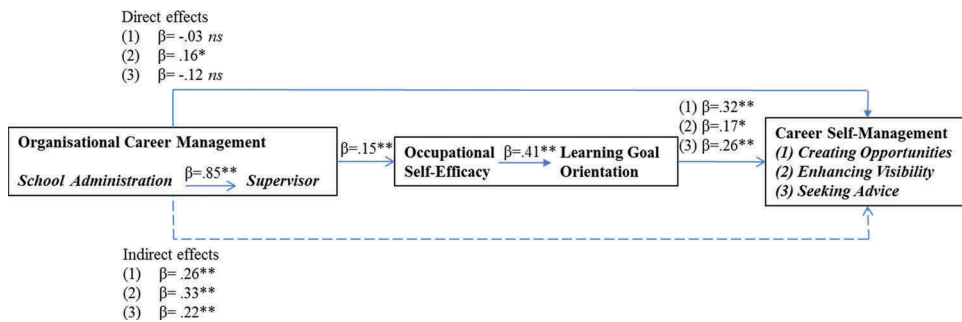 Direct effects
(1) β= -.03 ns
(2) β= .16*
(3) β= -.12 ns
(1) β=.32**
(2) β=.17*
(3) β=.26**
Organisational Career Management
School Administration β=.85** Supervisor
β=.15**
Occupational β=.41** Learning Goal
Self-Efficacy Orientation
Career Self-Management
(1) Creating Opportunities
(2) Enhancing Visibility
(3) Seeking Advice
Indirect effects
(1) β= .26**
(2) β= .33**
(3) β= .22**